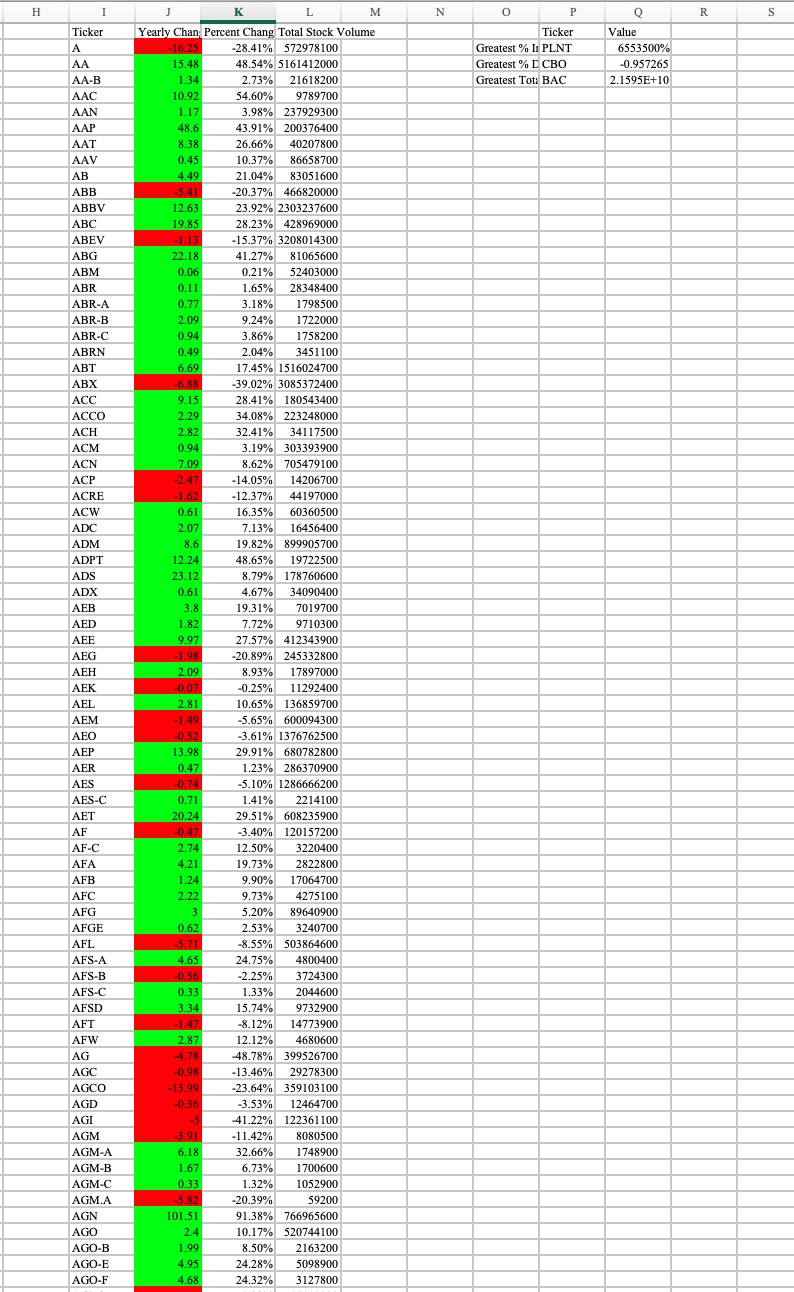 H I J K L M N O P Q R S
Ticker Yearly Chan Percent Chang Total Stock Volume Ticker Value
A -16.25 -28.41% 572978100 Greatest % I PLNT 6553500%
AA 15.48 48.54% 5161412000 Greatest % D CBO -0.957265
AA-B 1.34 2.73% 21618200 Greatest Tota BAC 2.1595E+10
AAC 10.92 54.60% 9789700
AAN 1.17 3.98% 237929300
AAP 48.6 43.91% 200376400
AAT 8.38 26.66% 40207800
AAV 0.45 10.37% 86658700
AB 4.49 21.04% 83051600
ABB -5.41 -20.37% 466820000
ABBV 12.63 23.92% 2303237600
ABC 19.85 28.23% 428969000
ABEV -1.13 -15.37% 3208014300
ABG 22.18 41.27% 81065600
ABM 0.06 0.21% 52403000
ABR 0.11 1.65% 28348400
ABR-A 0.77 3.18% 1798500
ABR-B 2.09 9.24% 1722000
ABR-C 0.94 3.86% 1758200
ABRN 0.49 2.04% 3451100
ABT 6.69 17.45% 1516024700
ABX -6.88 -39.02% 3085372400
ACC 9.15 28.41% 180543400
ACCO 2.29 34.08% 223248000
ACH 2.82 32.41% 34117500
ACM 0.94 3.19% 303393900
ACN 7.09 8.62% 705479100
ACP -2.47 -14.05% 14206700
ACRE -1.62 -12.37% 44197000
ACW 0.61 16.35% 60360500
ADC 2.07 7.13% 16456400
ADM 8.6 19.82% 899905700
ADPT 12.24 48.65% 19722500
ADS 23.12 8.79% 178760600
ADX 0.61 4.67% 34090400
AEB 3.8 19.31% 7019700
AED 1.82 7.72% 9710300
AEE 9.97 27.57% 412343900
AEG -1.98 -20.89% 245332800
AEH 2.09 8.93% 17897000
AEK -0.07 -0.25% 11292400
AEL 2.81 10.65% 136859700
AEM -1.49 -5.65% 600094300
AEO -0.52 -3.61% 1376762500
AEP 13.98 29.91% 680782800
AER 0.47 1.23% 286370900
AES -0.74 -5.10% 1286666200
AES-C 0.71 1.41% 2214100
AET 20.24 29.51% 608235900
AF -0.47 -3.40% 120157200
AF-C 2.74 12.50% 3220400
AFA 4.21 19.73% 2822800
AFB 1.24 9.90% 17064700
AFC 2.22 9.73% 4275100
AFG 3 5.20% 89640900
AFGE 0.62 2.53% 3240700
AFL -5.71 -8.55% 503864600
AFS-A 4.65 24.75% 4800400
AFS-B -0.56 -2.25% 3724300
AFS-C 0.33 1.33% 2044600
AFSD 3.34 15.74% 9732900
AFT -1.47 -8.12% 14773900
AFW 2.87 12.12% 4680600
AG -4.78 -48.78% 399526700
AGC -0.98 -13.46% 29278300
AGCO -13.99 -23.64% 359103100
AGD -0.36 -3.53% 12464700
AGI -5 -41.22% 122361100
AGM -3.91 -11.42% 8080500
AGM-A 6.18 32.66% 1748900
AGM-B 1.67 6.73% 1700600
AGM-C 0.33 1.32% 1052900
AGM.A -5.82 -20.39% 59200
AGN 101.51 91.38% 766965600
AGO 2.4 10.17% 520744100
AGO-B 1.99 8.50% 2163200
AGO-E 4.95 24.28% 5098900
AGO-F 4.68 24.32% 3127800